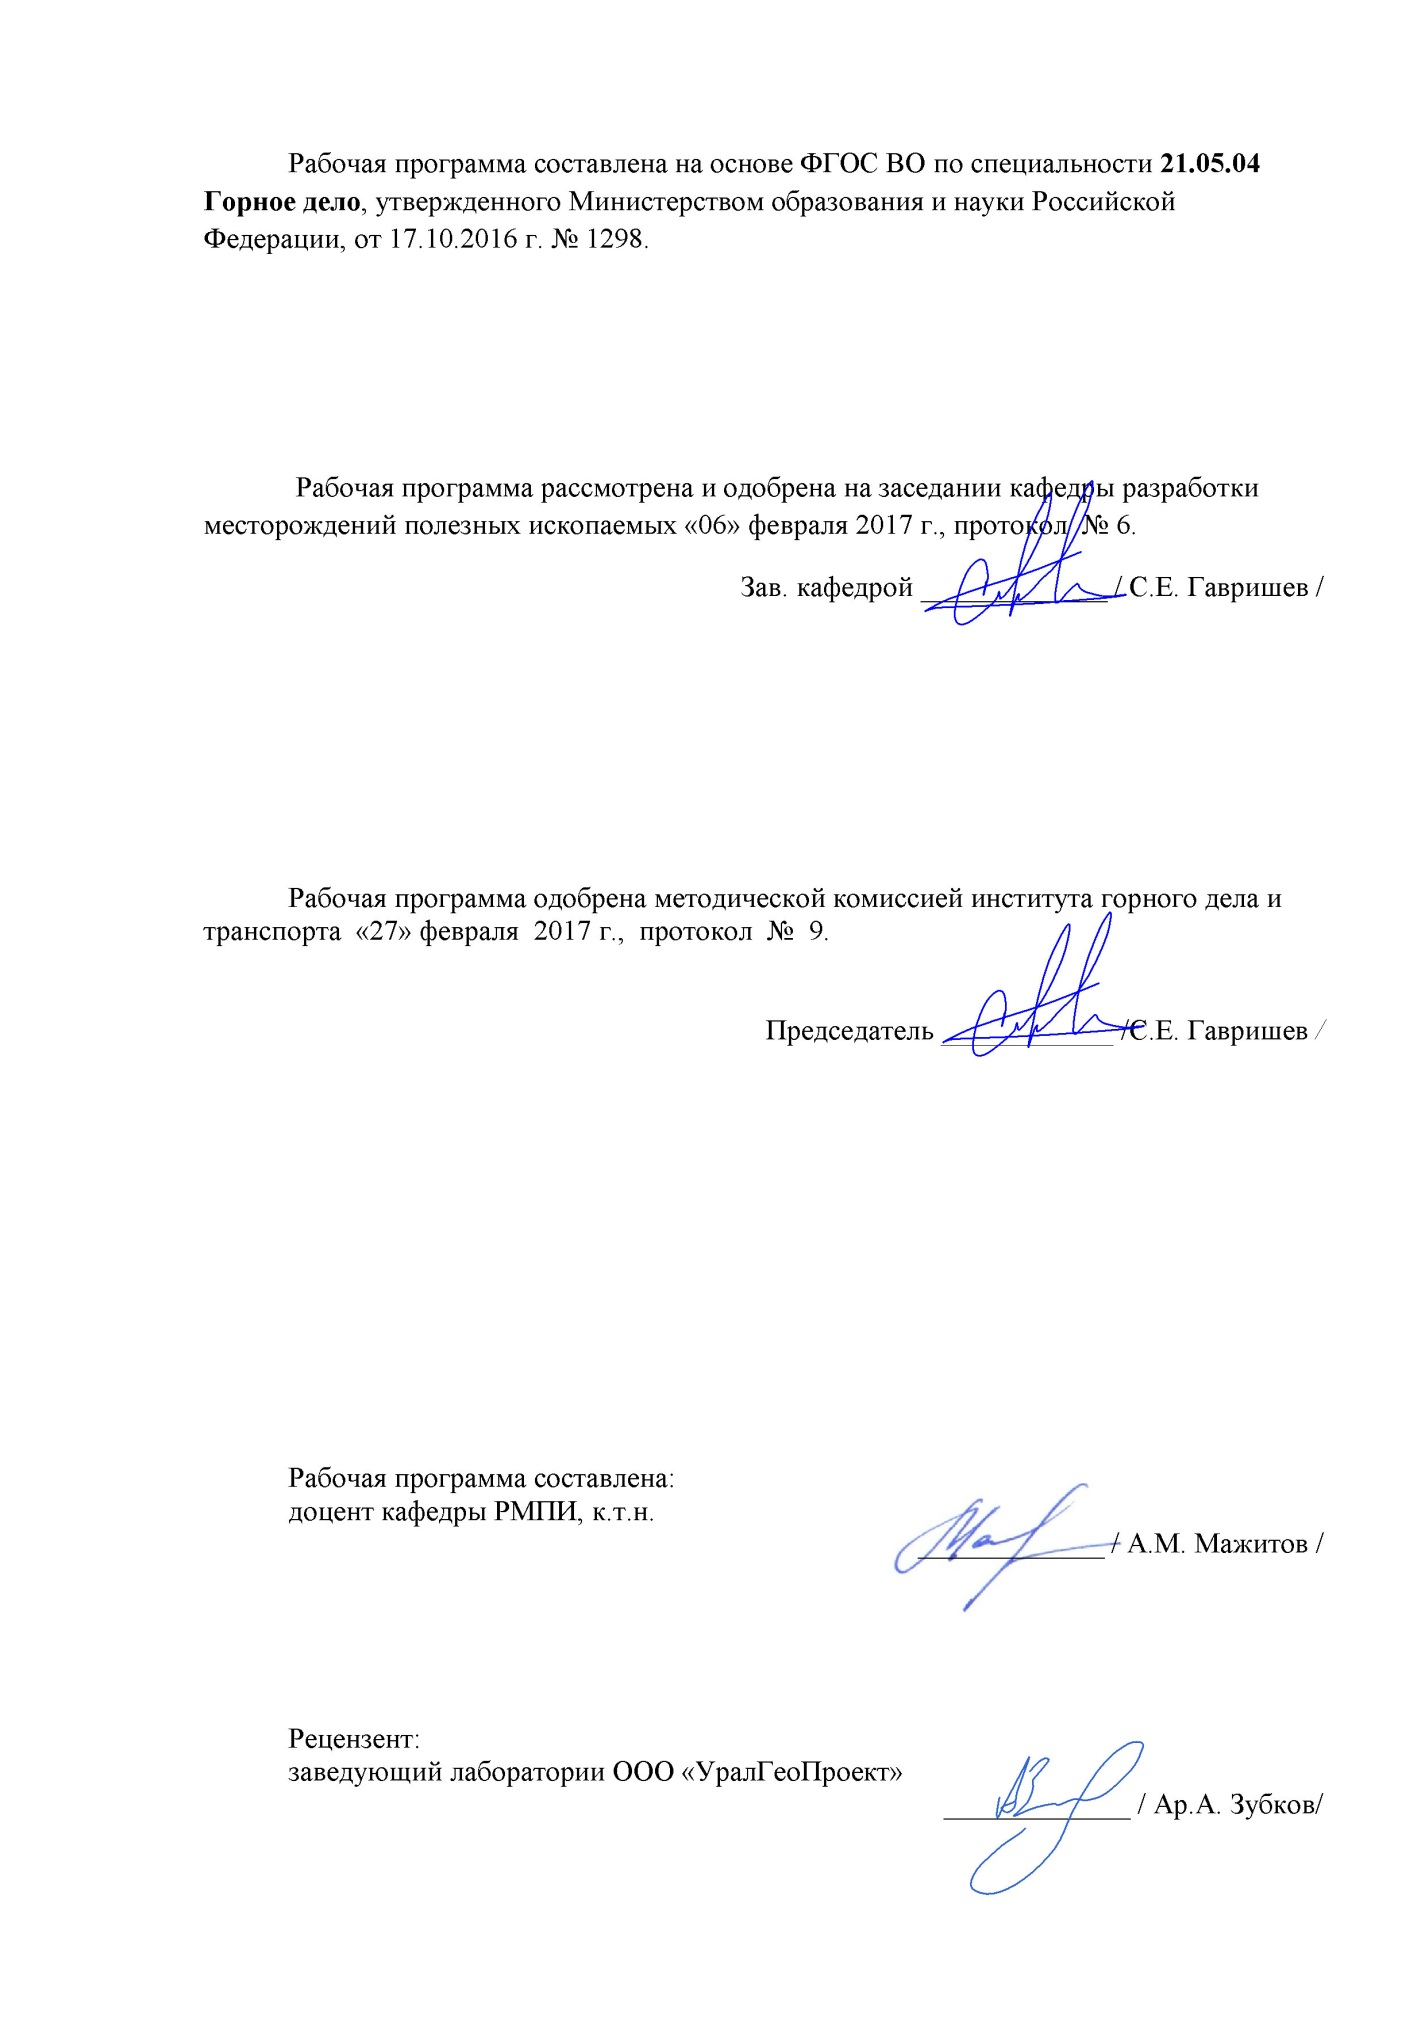 Рабочая программа составлена на основе ФГОС ВО по специальности 21.05.04
Горное дело, утвержденного Министерством образования и науки Российской
Федерации, от 17.10.2016 г. № 1298.
Рабочая программа рассмотрена и одобрена на заседании кафедры разработки
месторождений полезных ископаемых «06» февраля 2017 г., протокол № 6.
Зав. кафедрой _____________ / С.Е. Гавришев /
Рабочая программа одобрена методической комиссией института горного дела и
транспорта «27» февраля 2017 г., протокол № 9.
Председатель ____________ /С.Е. Гавришев /
Рабочая программа составлена:
доцент кафедры РМПИ, к.т.н.
_____________ / А.М. Мажитов /
Рецензент:
заведующий лаборатории ООО «УралГеоПроект»
_____________ / Ар.А. Зубков/